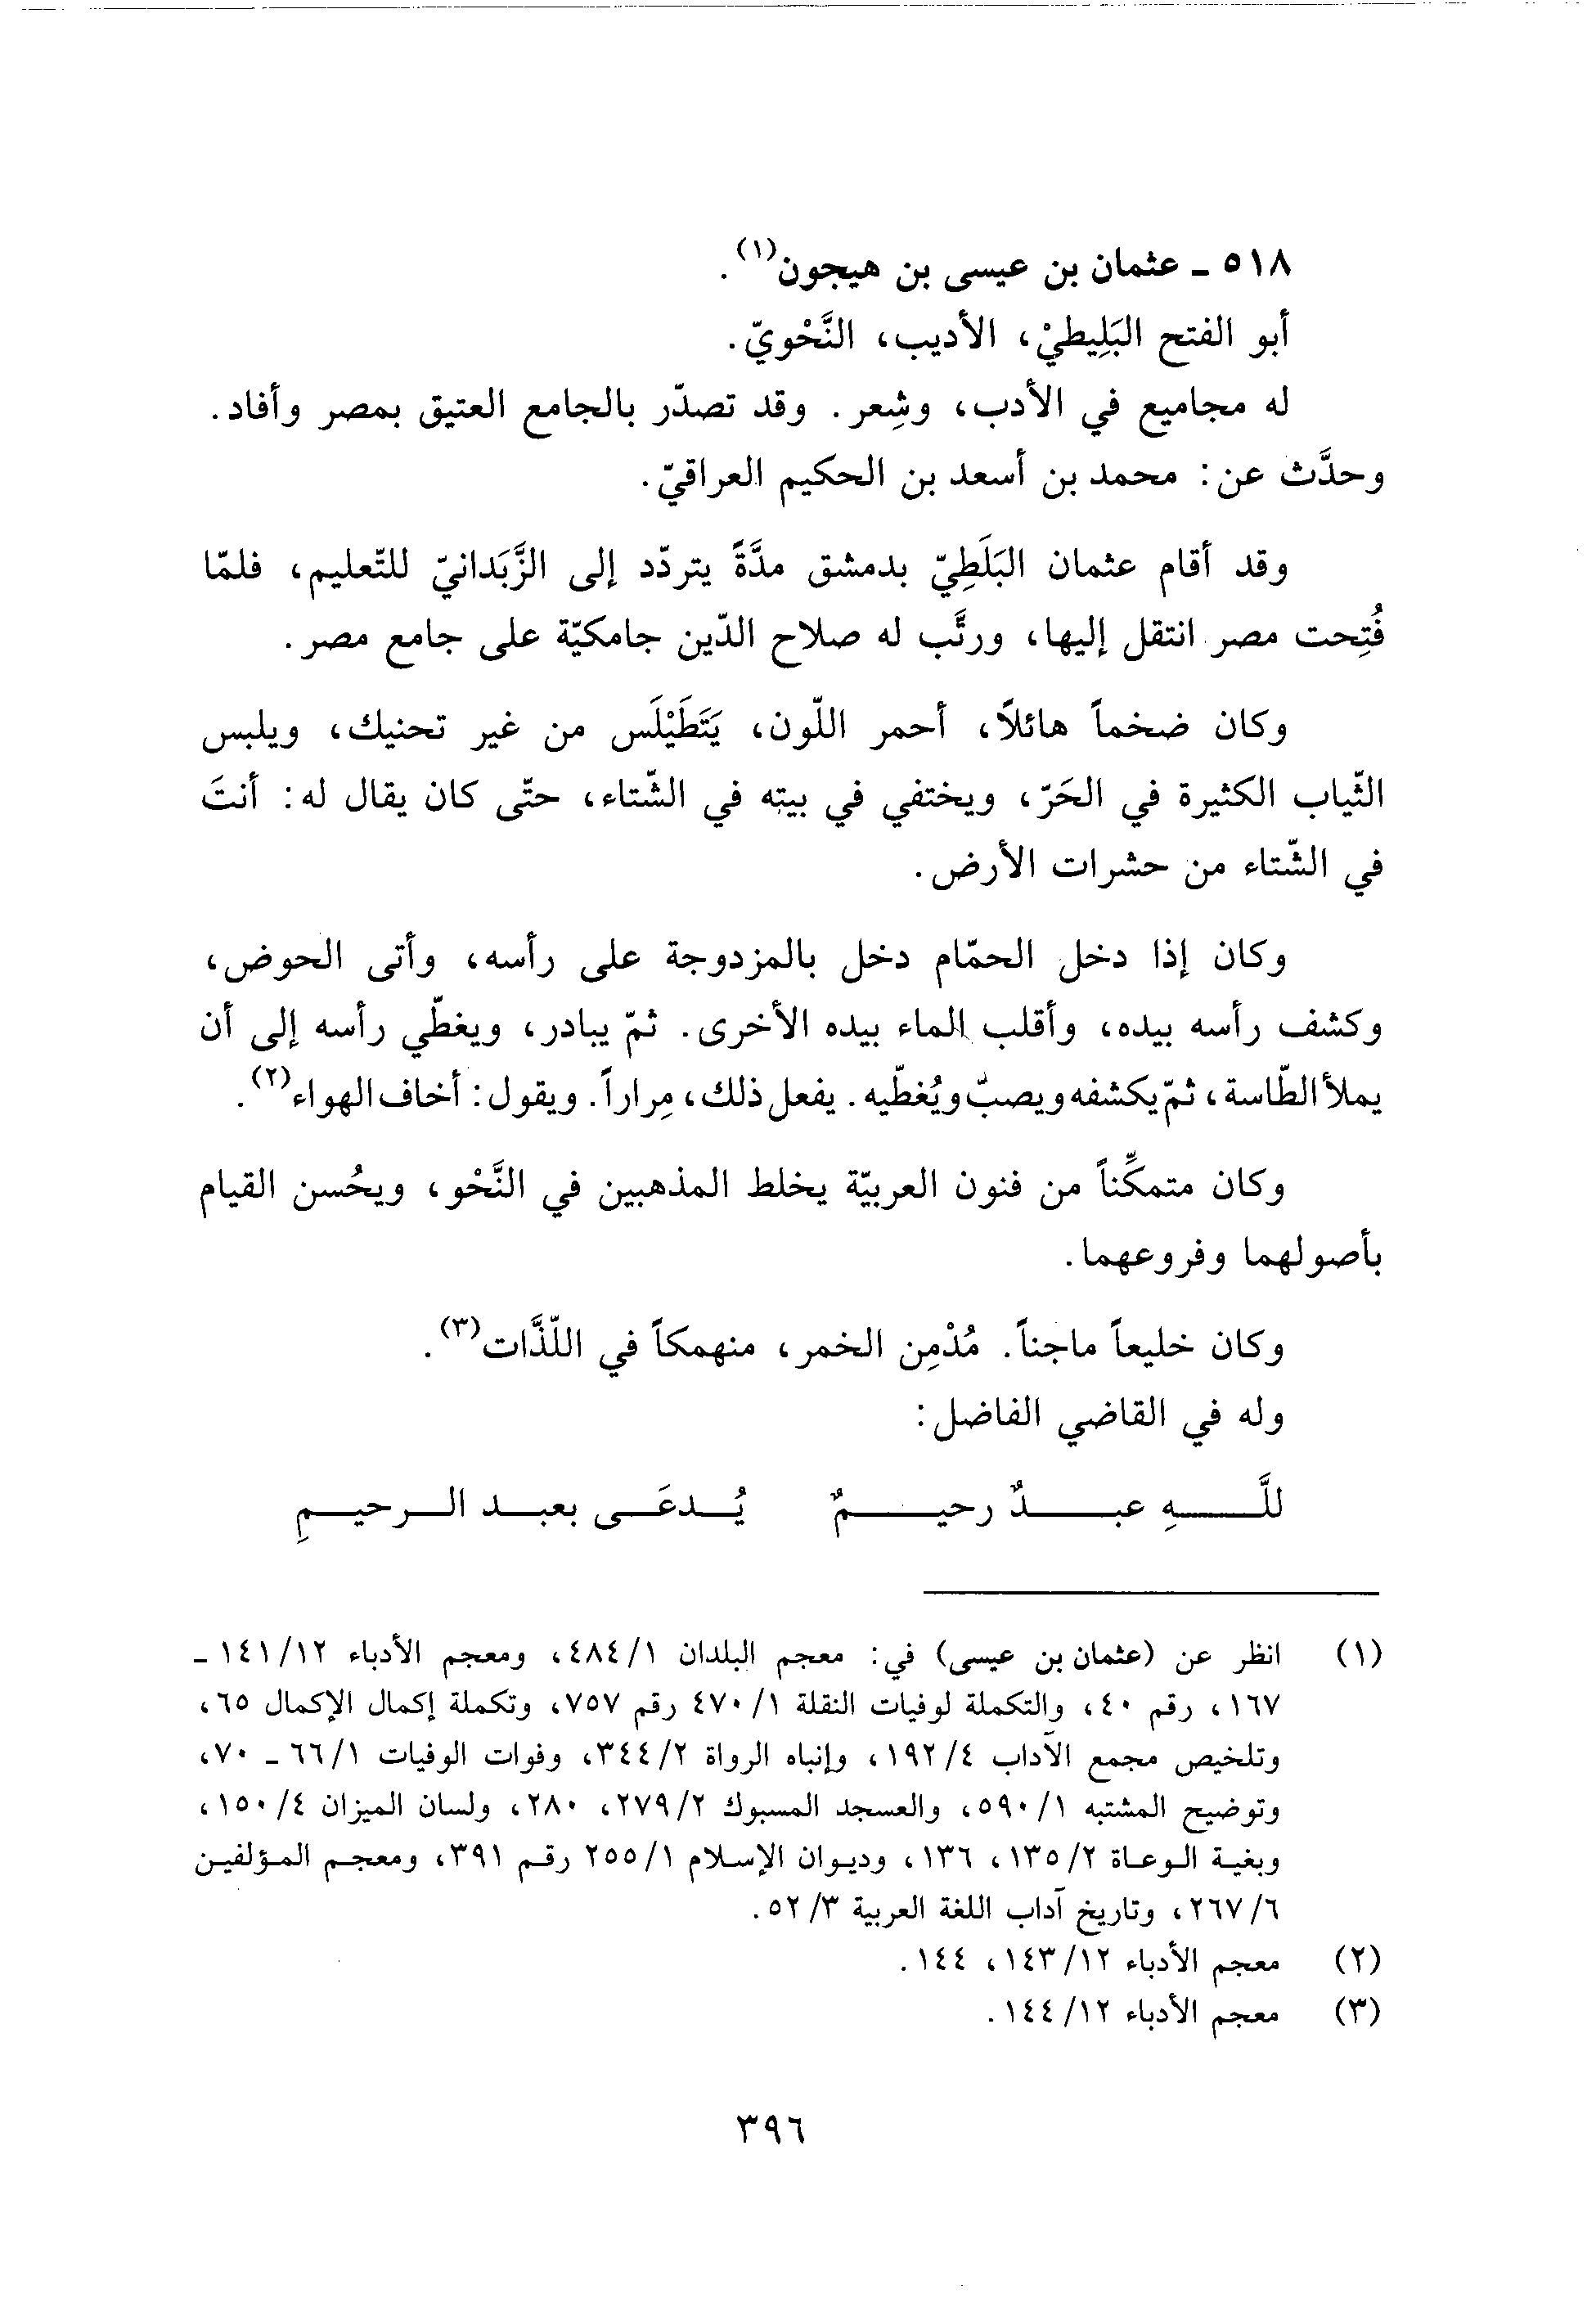 ٥١٨ ـ عثمان بن عيسى بن هيجون(١).
أبو الفتح البَلِيطيْ، الأديب، النَّحْويّ.
له مجاميع في الأدب، وشِعر. وقد تصدّر بالجامع العتيق بمصر وأفاد.
وحدَّث عن: محمد بن أسعد بن الحكيم العراقيّ.
وقد أقام عثمان البَلَطِيّ بدمشق مدَّةً يتردّد إلى الزَّبَدانيّ للتّعليم، فلمّا
فُتِحت مصر انتقل إليها، ورتَّب له صلاح الدّين جامكيّة على جامع مصر.
وكان ضخماً هائلاً، أحمر اللّون، يَتَطَيْلَس من غير تحنيك، ويلبس
الثّياب الكثيرة في الحَرّ، ويختفي في بيته في الشّتاء، حتّى كان يقال له: أنتَ
في الشّتاء من حشرات الأرض.
وكان إذا دخل الحمّام دخل بالمزدوجة على رأسه، وأتى الحوض،
وكشف رأسه بيده، وأقلب الماء بيده الأخرى. ثمّ يبادر، ويغطّي رأسه إلى أن
يملأ الطّاسة، ثمّ يكشفه ويصبّ ويُغطّيه. يفعل ذلك، مِراراً. ويقول: أخاف الهواء(٢).
وكان متمكِّناً من فنون العربيّة يخلط المذهبين في النَّحْو، ويحُسن القيام
بأصولهما وفروعهما.
وكان خليعاً ماجناً. مُدْمِن الخمر، منهمكاً في اللّذَّات(٣).
وله في القاضي الفاضل:
للَّـهِ عبـدٌ رحيـمٌ يُـدعَـى بعبـد الـرحيـمِ
(١) انظر عن (عثمان بن عيسى) في: معجم البلدان ١/ ٤٨٤، ومعجم الأدباء ١٢/ ١٤١ ـ
١٦٧، رقم ٤٠، والتكملة لوفيات النقلة ١/ ٤٧٠ رقم ٧٥٧، وتكملة إكمال الإكمال ٦٥،
وتلخيص مجمع الآداب ٤/ ١٩٢، وإنباه الرواة ٢/ ٣٤٤، وفوات الوفيات ١/ ٦٦ ـ ٧٠،
وتوضيح المشتبه ١/ ٥٩٠، والعسجد المسبوك ٢/ ٢٧٩، ٢٨٠، ولسان الميزان ٤/ ١٥٠،
وبغية الوعاة ٢/ ١٣٥، ١٣٦، وديوان الإسلام ١/ ٢٥٥ رقم ٣٩١، ومعجم المؤلفين
٦/ ٢٦٧، وتاريخ آداب اللغة العربية ٣/ ٥٢.
(٢) معجم الأدباء ١٢/ ١٤٣، ١٤٤.
(٣) معجم الأدباء ١٢/ ١٤٤.
٣٩٦